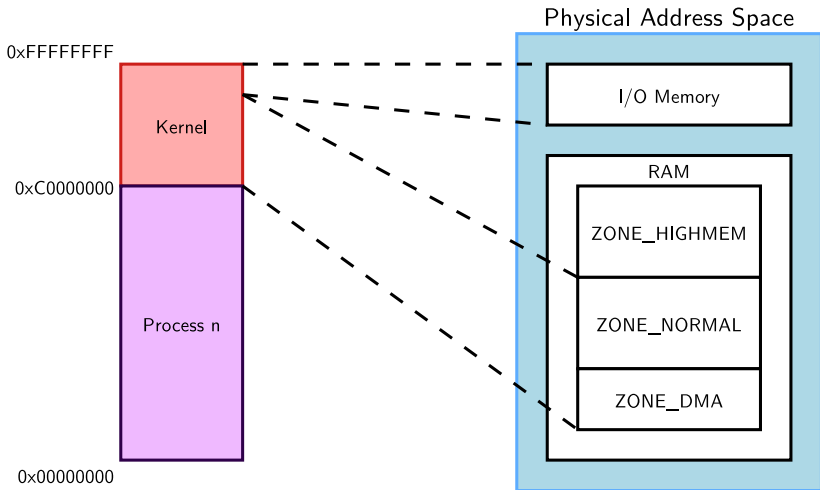 Physical Address Space
0xFFFFFFFF
Kernel
0xC0000000
Process n
0x00000000
I/O Memory
RAM
ZONE_HIGHMEM
ZONE_NORMAL
ZONE_DMA